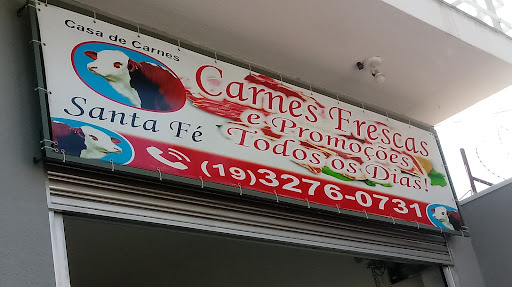 Casa de Carnes
Santa Fé
Carnes Frescas
e Promoções
Todos os Dias!
(19)3276-0731